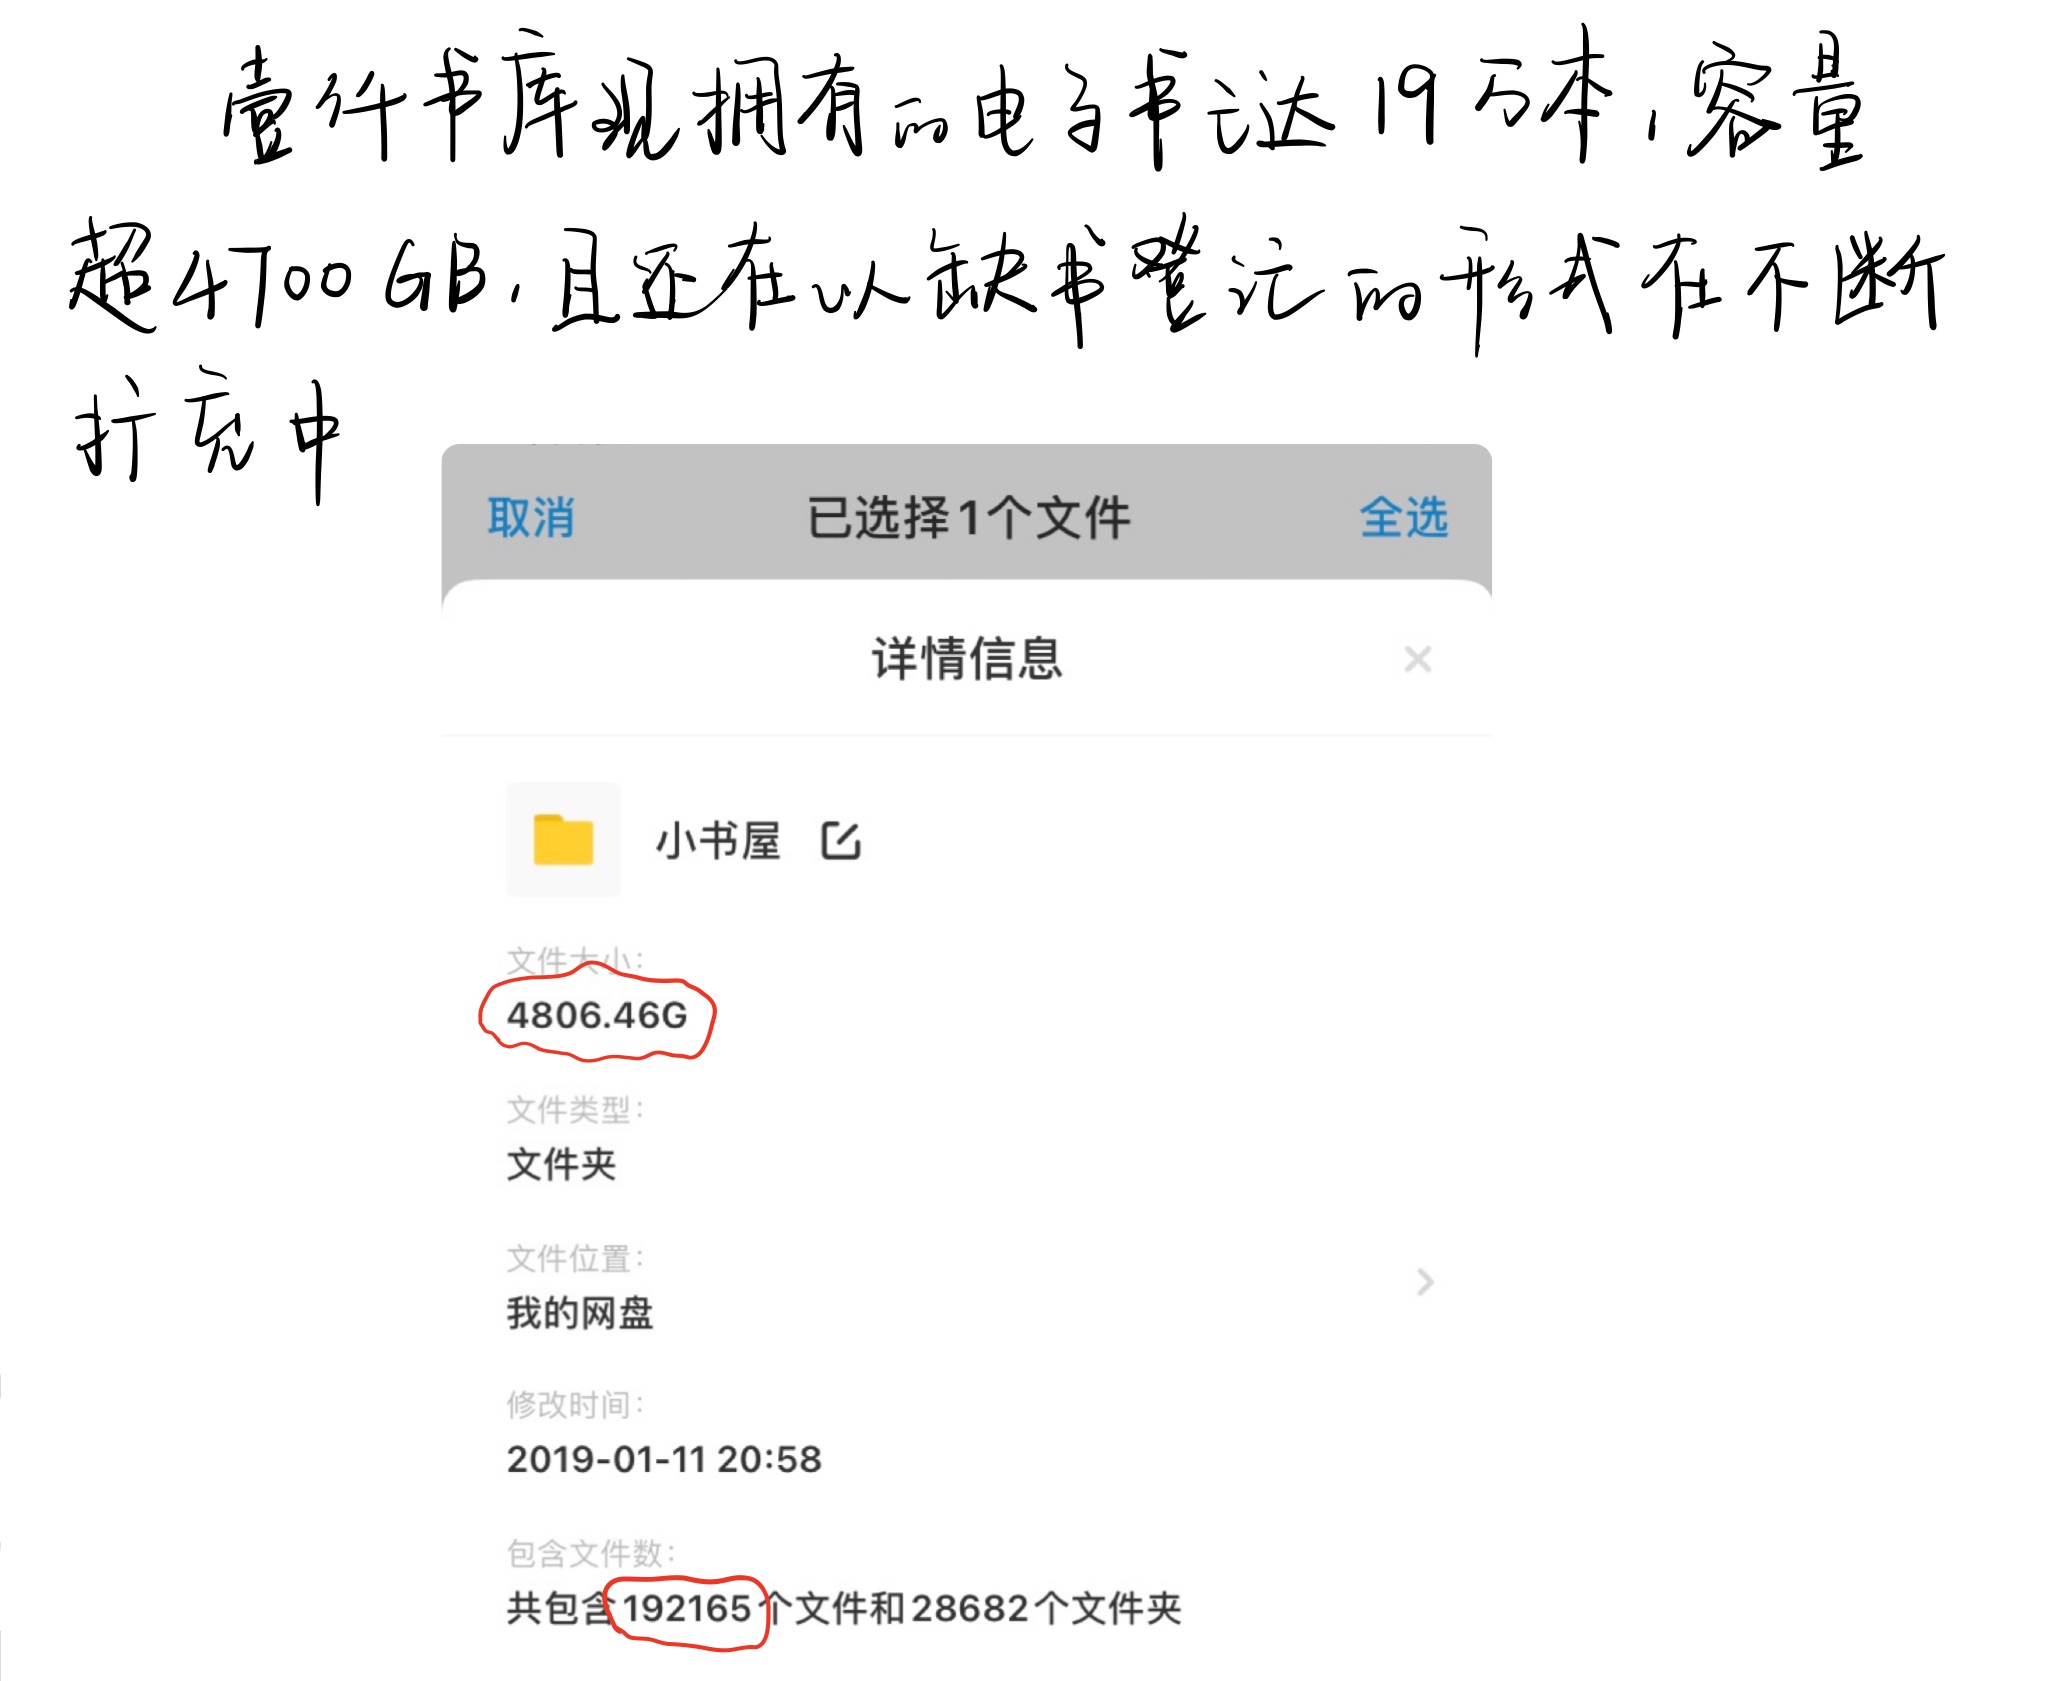 壹行书库现拥有的电子书已达19万本,容量
超4700GB,且还在以缺书登记的形式在不断
扩充中
取消 已选择1个文件 全选
详情信息
小书屋
文件大小:
4806.46G
文件类型:
文件夹
文件位置:
我的网盘
修改时间:
2019-01-11 20:58
包含文件数:
共包含192165个文件和28682个文件夹